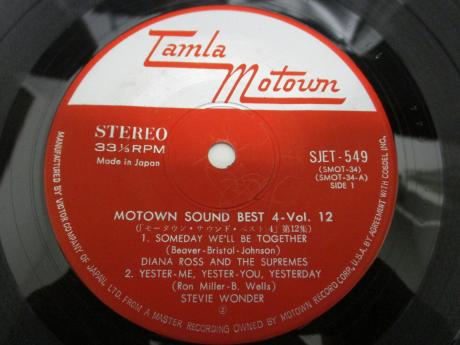 Tamla
Motown
STEREO
33 1/3 RPM
Made in Japan
SJET-549
(SMOT-34)
(SMOT-34-A)
SIDE 1
MOTOWN SOUND BEST 4-Vol. 12
(「モータウン・サウンド・ベスト4」第12集)
1. SOMEDAY WE'LL BE TOGETHER
(Beaver-Bristol-Johnson)
DIANA ROSS AND THE SUPREMES
2. YESTER-ME, YESTER-YOU, YESTERDAY
(Ron Miller-B. Wells)
STEVIE WONDER
②
MANUFACTURED BY VICTOR COMPANY OF JAPAN, LTD. FROM A MASTER RECORDING OWNED BY MOTOWN RECORD CORP., U.S.A. BY AGREEMENT WITH COSDEL INC.